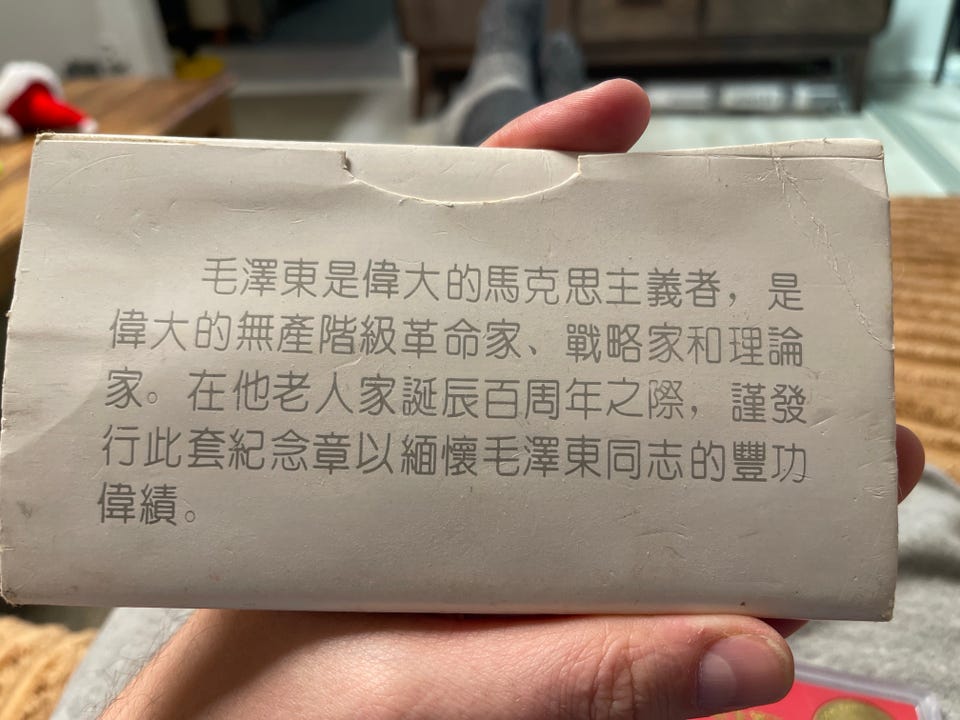 毛澤東是偉大的馬克思主義者，是
偉大的無產階級革命家、戰略家和理論
家。在他老人家誕辰百周年之際，謹發
行此套紀念章以緬懷毛澤東同志的豐功
偉績。